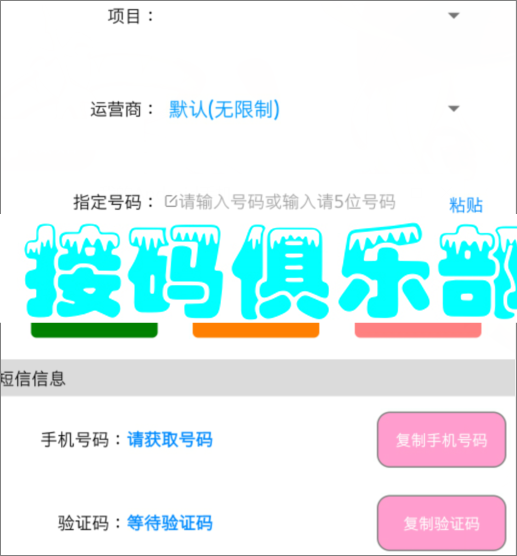 项目：
运营商： 默认(无限制)
指定号码： 请输入号码或输入请5位号码 粘贴
接码俱乐部
短信信息
手机号码：请获取号码 复制手机号码
验证码：等待验证码 复制验证码